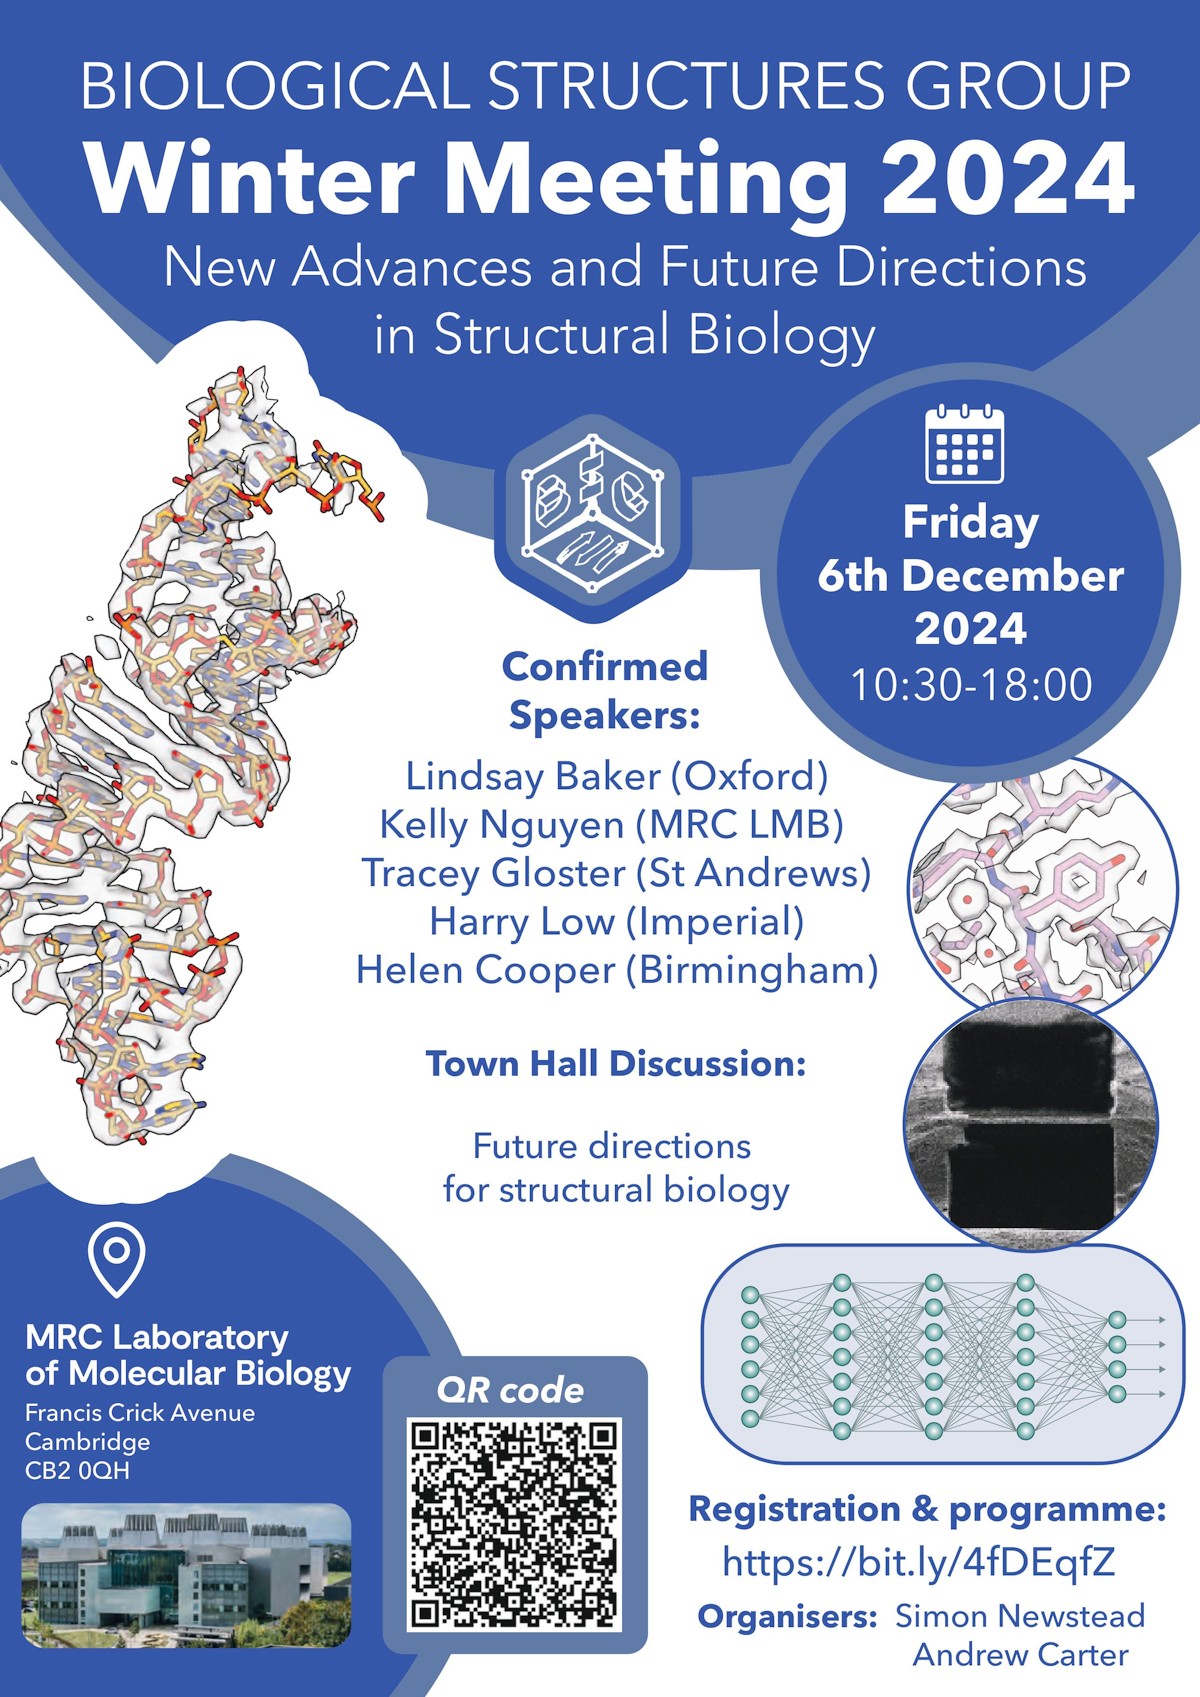 BIOLOGICAL STRUCTURES GROUP
Winter Meeting 2024
New Advances and Future Directions
in Structural Biology
BSG
Friday
6th December
2024
10:30-18:00
Confirmed
Speakers:
Lindsay Baker (Oxford)
Kelly Nguyen (MRC LMB)
Tracey Gloster (St Andrews)
Harry Low (Imperial)
Helen Cooper (Birmingham)
Town Hall Discussion:
Future directions
for structural biology
MRC Laboratory
of Molecular Biology
Francis Crick Avenue
Cambridge
CB2 0QH
QR code
Registration & programme:
https://bit.ly/4fDEqfZ
Organisers: Simon Newstead
Andrew Carter